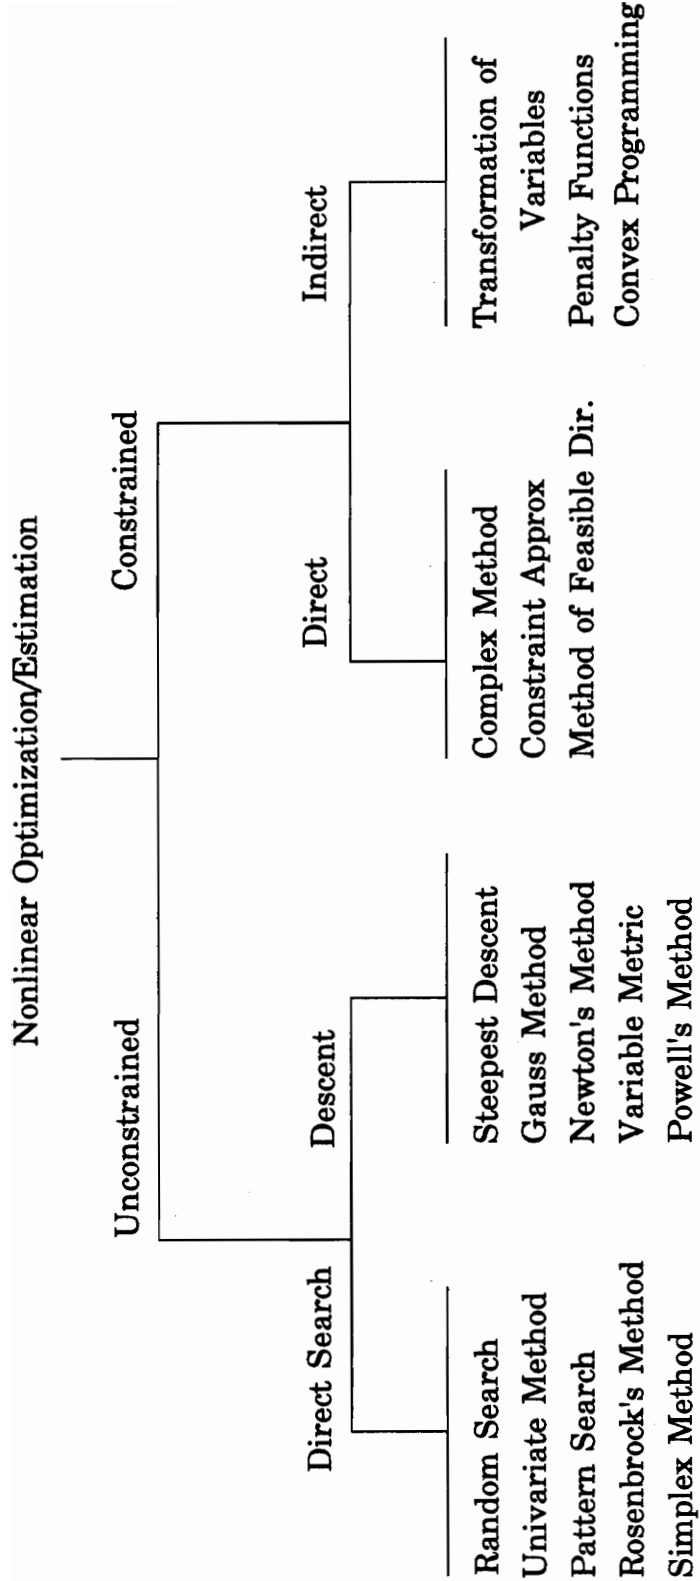 Nonlinear Optimization/Estimation
Unconstrained
Constrained
Direct Search
Descent
Direct
Indirect
Random Search
Univariate Method
Pattern Search
Rosenbrock's Method
Simplex Method
Steepest Descent
Gauss Method
Newton's Method
Variable Metric
Powell's Method
Complex Method
Constraint Approx
Method of Feasible Dir.
Transformation of
Variables
Penalty Functions
Convex Programming